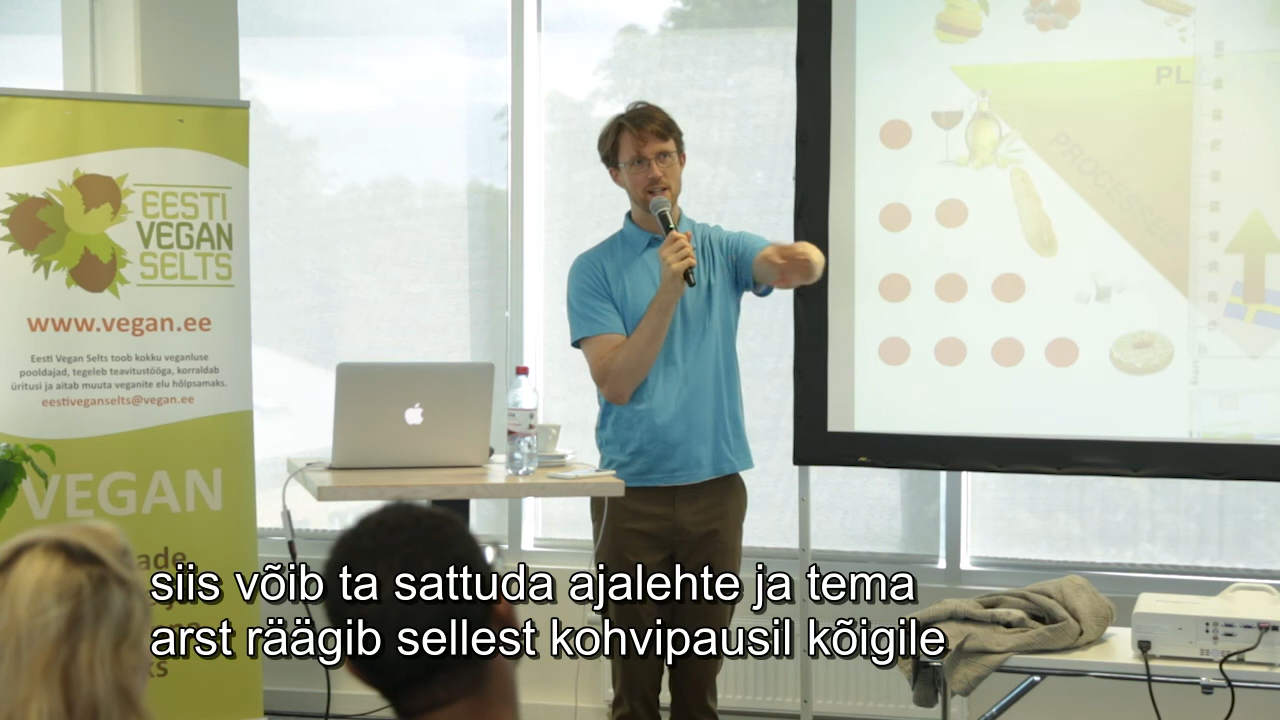 EESTI
VEGAN
SELTS
www.vegan.ee
Eesti Vegan Selts toob kokku veganluse
pooldajad, tegeleb teavitustööga, korraldab
üritusi ja aitab muuta veganite elu hõlpsamaks.
eestiveganselts@vegan.ee
VEGAN
PROCESSED
siis võib ta sattuda ajalehte ja tema
arst räägib sellest kohvipausil kõigile